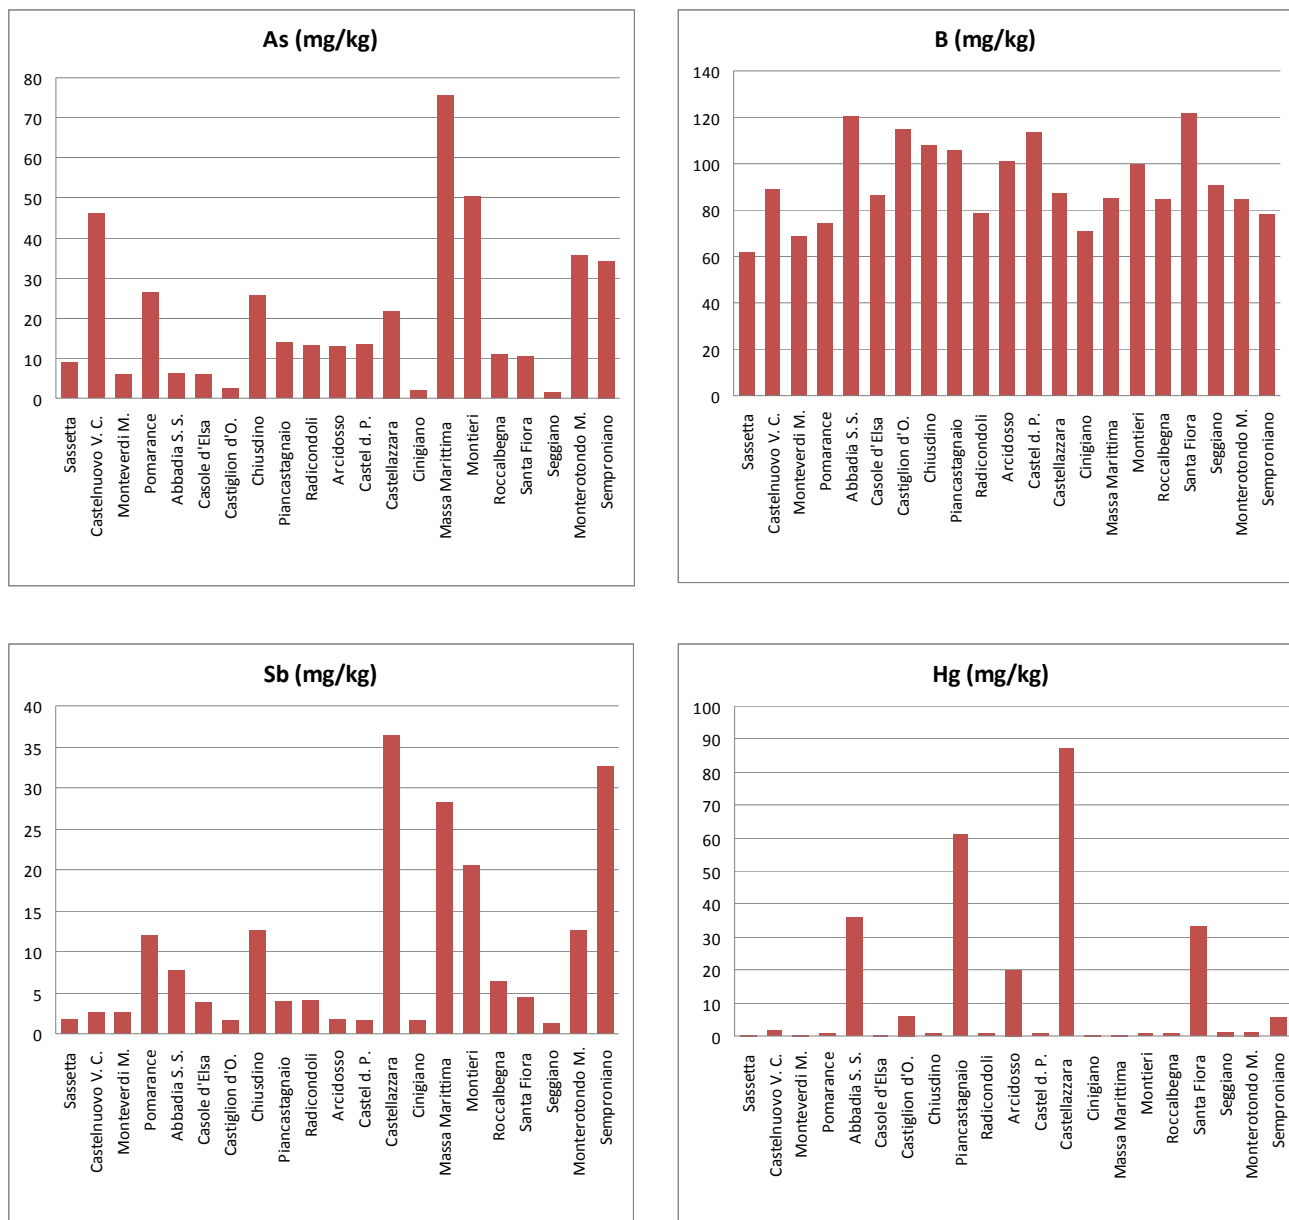 As (mg/kg)
80
70
60
50
40
30
20
10
0
Sassetta
Castelnuovo V. C.
Monteverdi M.
Pomarance
Abbadia S. S.
Casole d'Elsa
Castiglion d'O.
Chiusdino
Piancastagnaio
Radicondoli
Arcidosso
Castel d. P.
Castellazzara
Cinigiano
Massa Marittima
Montieri
Roccalbegna
Santa Fiora
Seggiano
Monterotondo M.
Semproniano
B (mg/kg)
140
120
100
80
60
40
20
0
Sassetta
Castelnuovo V. C.
Monteverdi M.
Pomarance
Abbadia S. S.
Casole d'Elsa
Castiglion d'O.
Chiusdino
Piancastagnaio
Radicondoli
Arcidosso
Castel d. P.
Castellazzara
Cinigiano
Massa Marittima
Montieri
Roccalbegna
Santa Fiora
Seggiano
Monterotondo M.
Semproniano
Sb (mg/kg)
40
35
30
25
20
15
10
5
0
Sassetta
Castelnuovo V. C.
Monteverdi M.
Pomarance
Abbadia S. S.
Casole d'Elsa
Castiglion d'O.
Chiusdino
Piancastagnaio
Radicondoli
Arcidosso
Castel d. P.
Castellazzara
Cinigiano
Massa Marittima
Montieri
Roccalbegna
Santa Fiora
Seggiano
Monterotondo M.
Semproniano
Hg (mg/kg)
100
90
80
70
60
50
40
30
20
10
0
Sassetta
Castelnuovo V. C.
Monteverdi M.
Pomarance
Abbadia S. S.
Casole d'Elsa
Castiglion d'O.
Chiusdino
Piancastagnaio
Radicondoli
Arcidosso
Castel d. P.
Castellazzara
Cinigiano
Massa Marittima
Montieri
Roccalbegna
Santa Fiora
Seggiano
Monterotondo M.
Semproniano